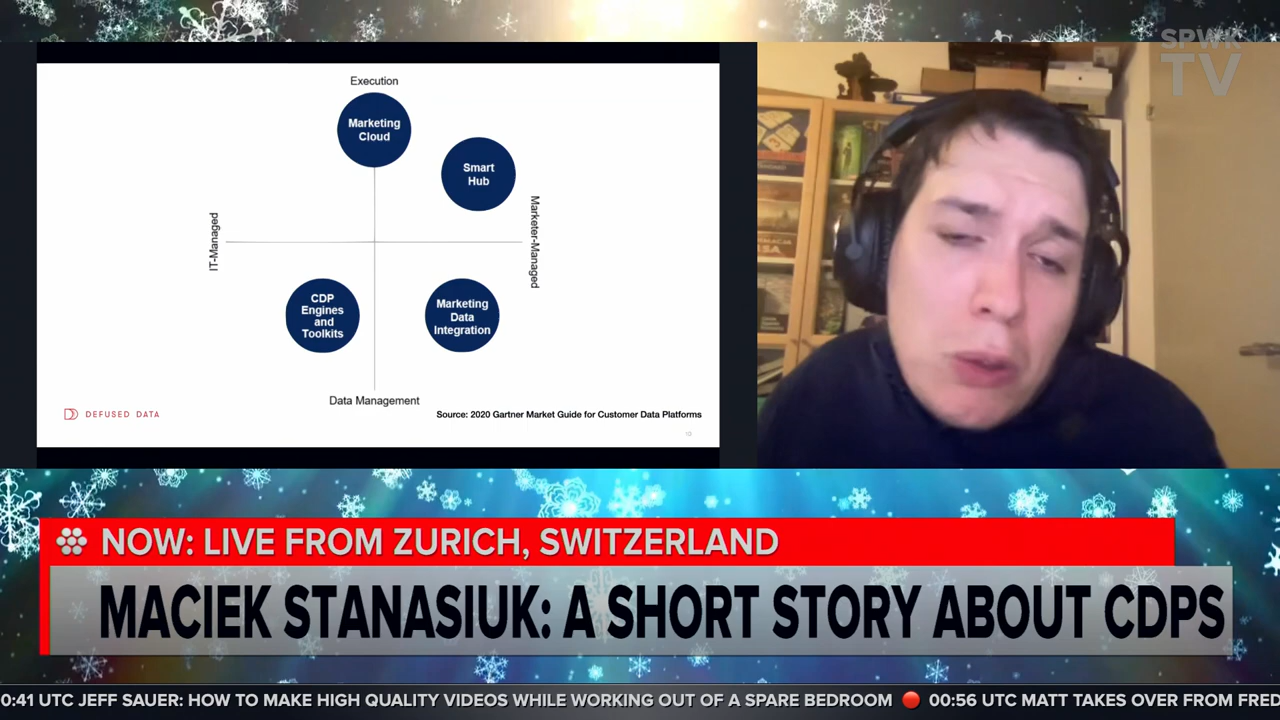 SPWK
TV
Execution
Marketing
Cloud
Smart
Hub
IT-Managed
Marketer-Managed
CDP
Engines
and
Toolkits
Marketing
Data
Integration
Data Management
DEFUSED DATA
Source: 2020 Gartner Market Guide for Customer Data Platforms
NOW: LIVE FROM ZURICH, SWITZERLAND
MACIEK STANASIUK: A SHORT STORY ABOUT CDPS
0:41 UTC JEFF SAUER: HOW TO MAKE HIGH QUALITY VIDEOS WHILE WORKING OUT OF A SPARE BEDROOM 00:56 UTC MATT TAKES OVER FROM FRED